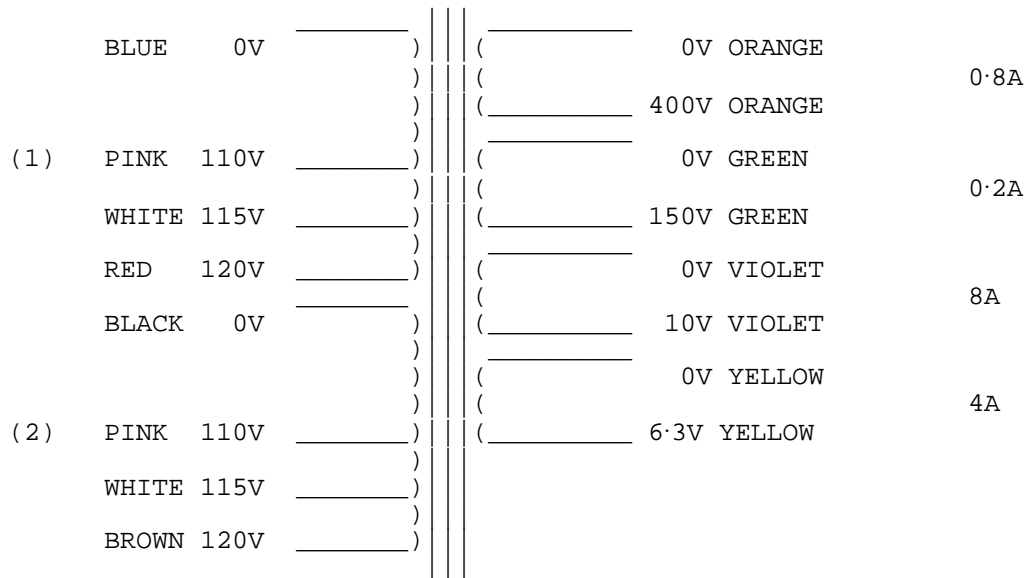 BLUE 0V 0V ORANGE
0·8A
400V ORANGE
(1) PINK 110V 0V GREEN
0·2A
WHITE 115V 150V GREEN
RED 120V 0V VIOLET
8A
BLACK 0V 10V VIOLET
0V YELLOW
4A
(2) PINK 110V 6·3V YELLOW
WHITE 115V
BROWN 120V